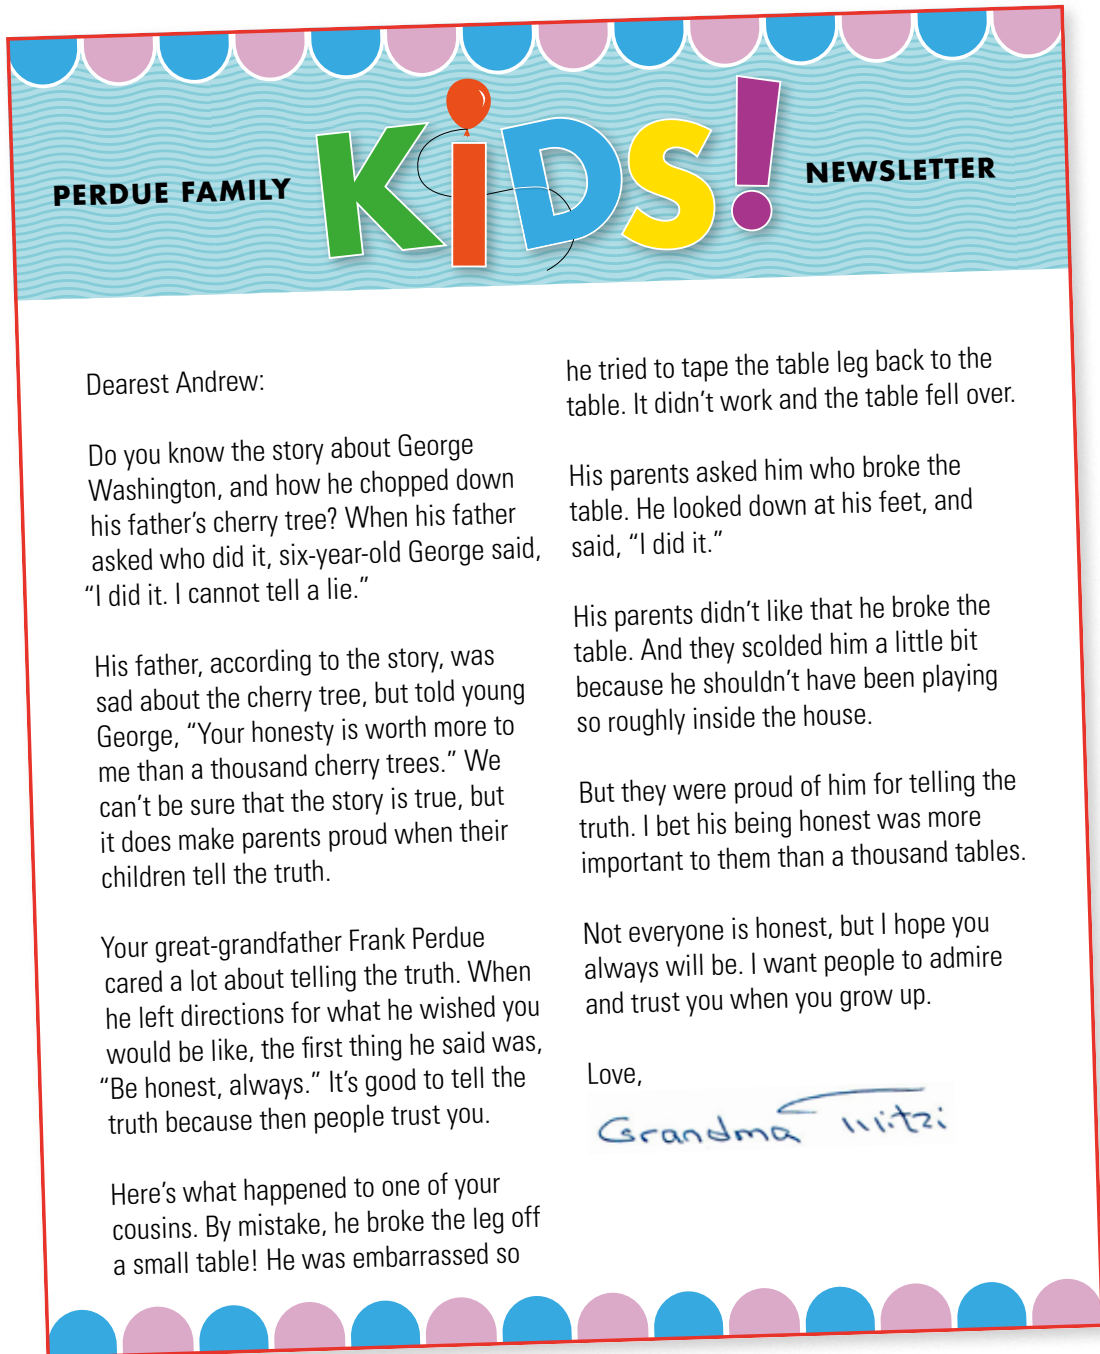 PERDUE FAMILY
KiDS!
NEWSLETTER
Dearest Andrew:
Do you know the story about George
Washington, and how he chopped down
his father's cherry tree? When his father
asked who did it, six-year-old George said,
“I did it. I cannot tell a lie.”
His father, according to the story, was
sad about the cherry tree, but told young
George, “Your honesty is worth more to
me than a thousand cherry trees.” We
can't be sure that the story is true, but
it does make parents proud when their
children tell the truth.
Your great-grandfather Frank Perdue
cared a lot about telling the truth. When
he left directions for what he wished you
would be like, the first thing he said was,
“Be honest, always.” It's good to tell the
truth because then people trust you.
Here's what happened to one of your
cousins. By mistake, he broke the leg off
a small table! He was embarrassed so
he tried to tape the table leg back to the
table. It didn't work and the table fell over.
His parents asked him who broke the
table. He looked down at his feet, and
said, “I did it.”
His parents didn't like that he broke the
table. And they scolded him a little bit
because he shouldn't have been playing
so roughly inside the house.
But they were proud of him for telling the
truth. I bet his being honest was more
important to them than a thousand tables.
Not everyone is honest, but I hope you
always will be. I want people to admire
and trust you when you grow up.
Love,
Grandma Mitzi